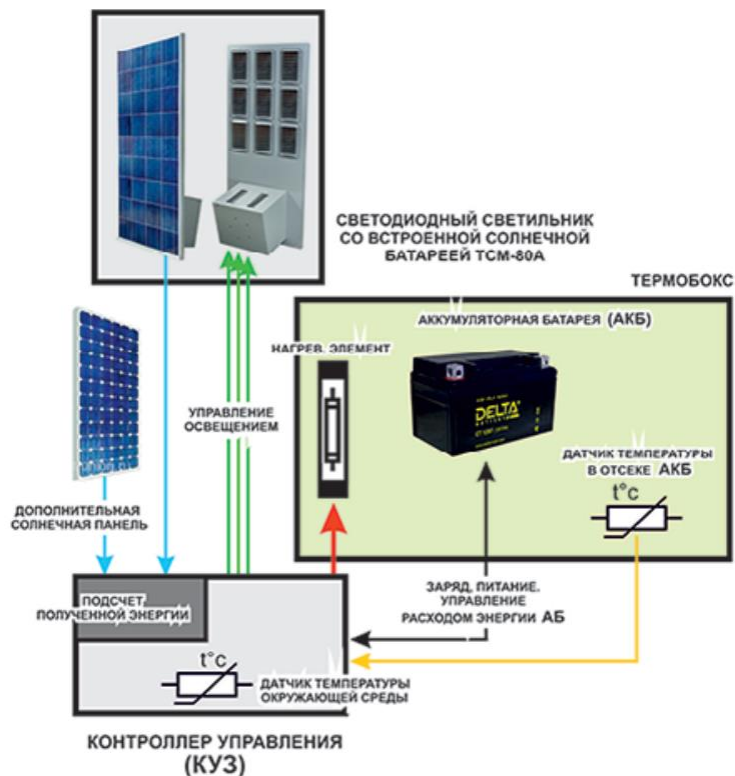 СВЕТОДИОДНЫЙ СВЕТИЛЬНИК
СО ВСТРОЕННОЙ СОЛНЕЧНОЙ
БАТАРЕЕЙ ТСМ-80А
ТЕРМОБОКС
АККУМУЛЯТОРНАЯ БАТАРЕЯ (АКБ)
НАГРЕВ. ЭЛЕМЕНТ
DELTA
УПРАВЛЕНИЕ
ОСВЕЩЕНИЕМ
ДАТЧИК ТЕМПЕРАТУРЫ
В ОТСЕКЕ АКБ
t°c
ДОПОЛНИТЕЛЬНАЯ
СОЛНЕЧНАЯ ПАНЕЛЬ
ЗАРЯД, ПИТАНИЕ.
УПРАВЛЕНИЕ
РАСХОДОМ ЭНЕРГИИ АБ
ПОДСЧЕТ
ПОЛУЧЕННОЙ ЭНЕРГИИ
t°c
ДАТЧИК ТЕМПЕРАТУРЫ
ОКРУЖАЮЩЕЙ СРЕДЫ
КОНТРОЛЛЕР УПРАВЛЕНИЯ
(КУЗ)